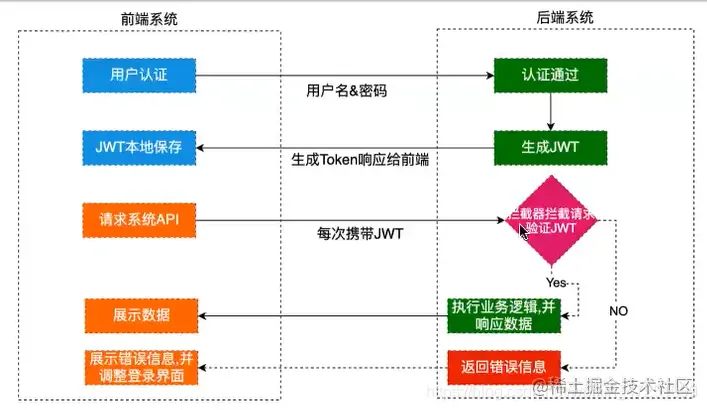 前端系统
后端系统
用户认证
用户名&密码
认证通过
JWT本地保存
生成Token响应给前端
生成JWT
请求系统API
每次携带JWT
拦截器拦截请求
验证JWT
Yes
NO
展示数据
执行业务逻辑,并
响应数据
展示错误信息,并
调整登录界面
返回错误信息
@稀土掘金技术社区